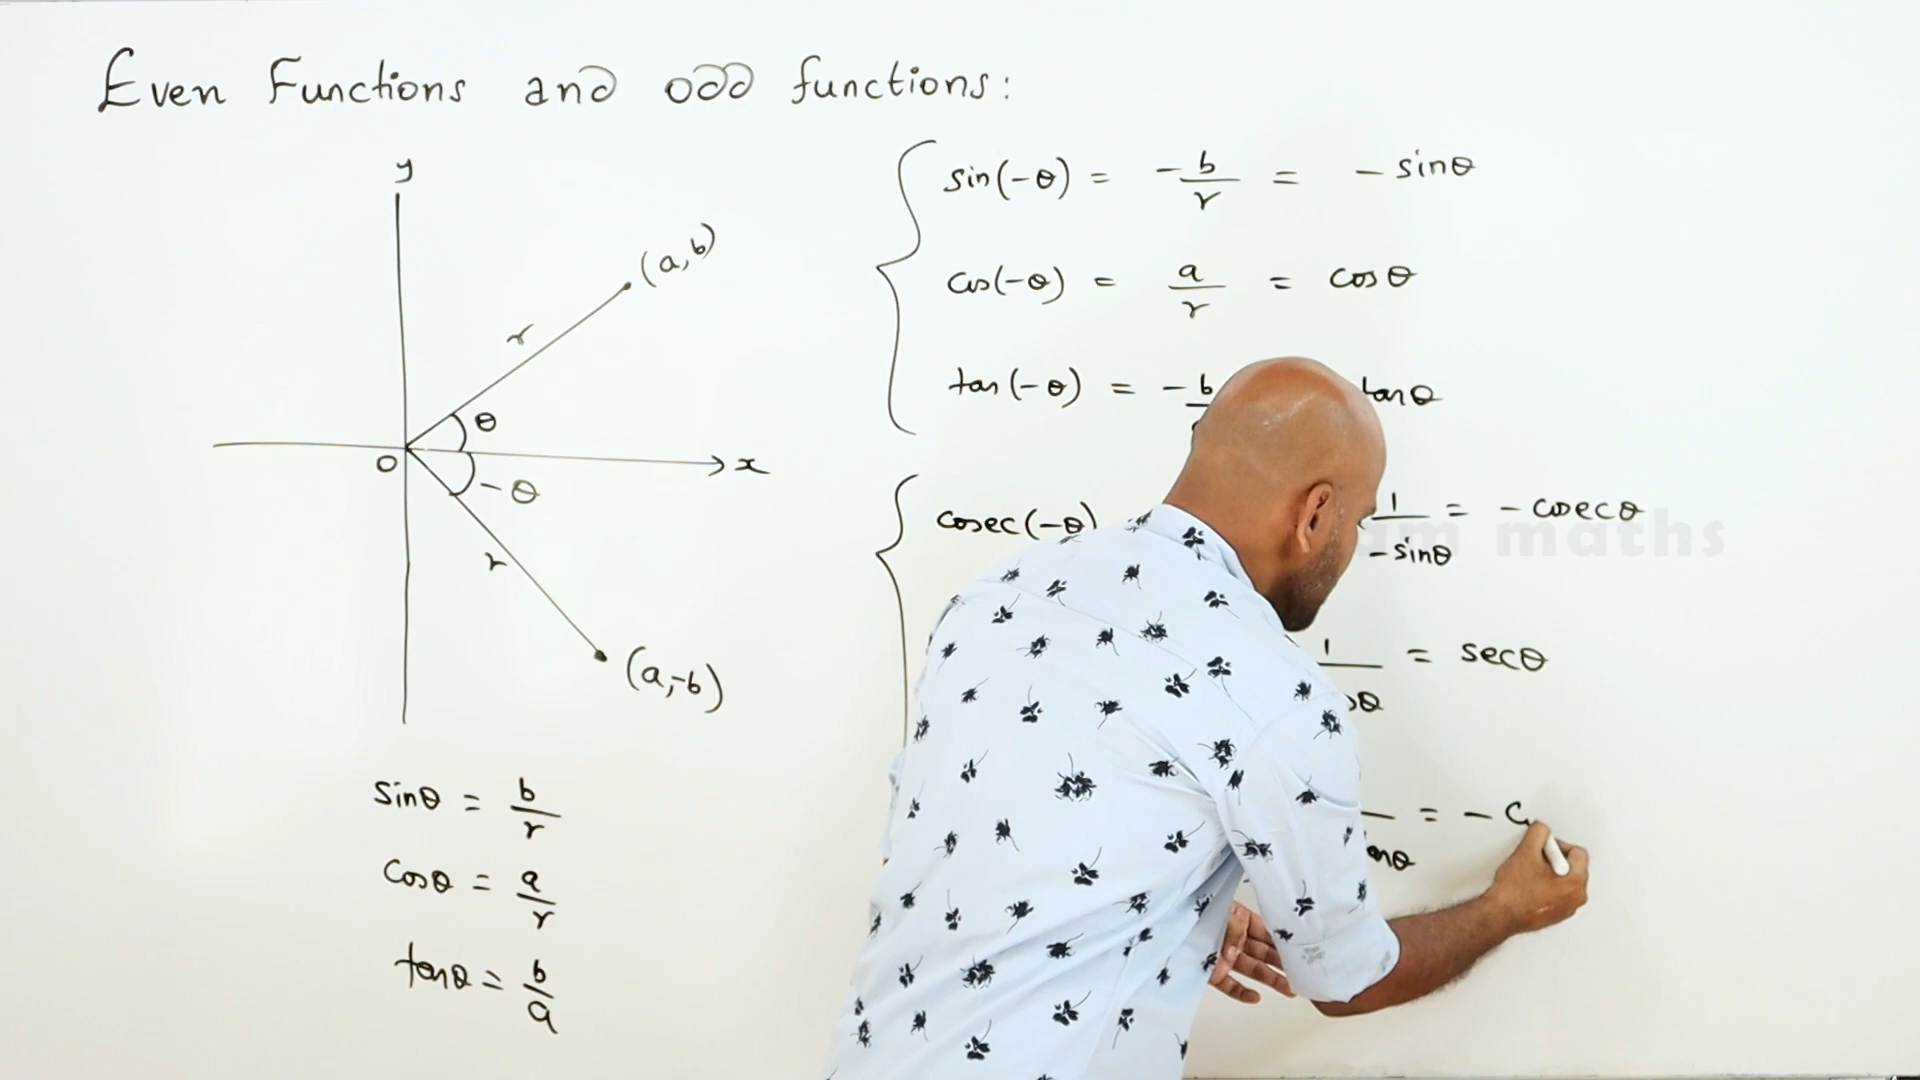 Even Functions and odd functions:
y
(a,b)
r
θ
O
x
-θ
r
(a,-b)
sinθ = b/r
cosθ = a/r
tanθ = b/a
sin(-θ) = -b/r = -sinθ
cos(-θ) = a/r = cosθ
tan(-θ) = -b tanθ
cosec(-θ) 1/-sinθ = -cosecθ
maths
1 = secθ
θ
= - c